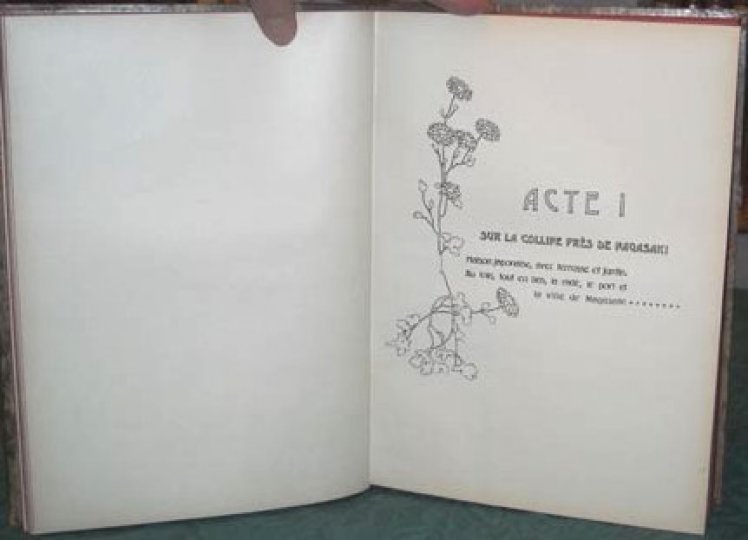 ACTE I
SUR LA COLLINE PRÈS DE NAGASAKI
Maison japonaise, avec terrasse et jardin.
Au loin, tout en bas, la rade, le port et
la ville de Nagasaki ........